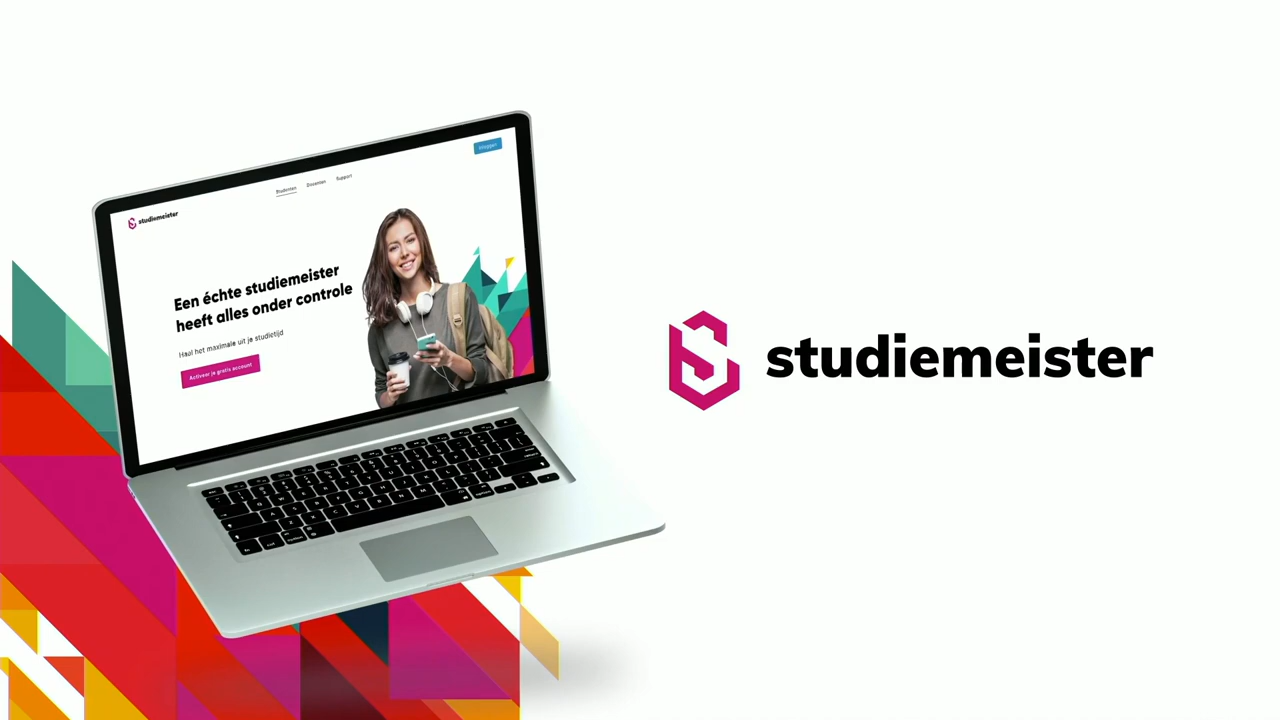 Inloggen
Studenten Docenten Support
studiemeister
Een échte studiemeister
heeft alles onder controle
Haal het maximale uit je studietijd
Activeer je gratis account
studiemeister